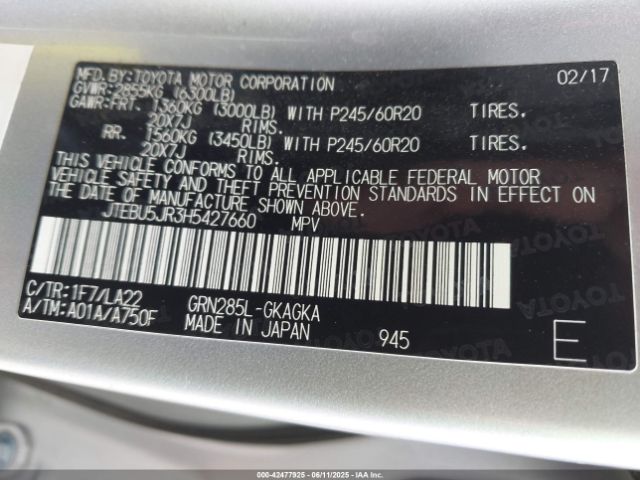 MFD.BY:TOYOTA MOTOR CORPORATION 02/17
GVWR:2855KG (6300LB)
GAWR:FRT. 1360KG (3000LB) WITH P245/60R20 TIRES.
20X7J RIMS.
RR. 1560KG (3450LB) WITH P245/60R20 TIRES.
20X7J RIMS.
THIS VEHICLE CONFORMS TO ALL APPLICABLE FEDERAL MOTOR
VEHICLE SAFETY AND THEFT PREVENTION STANDARDS IN EFFECT ON
THE DATE OF MANUFACTURE SHOWN ABOVE.
JTEBU5JR3H5427660 MPV
C/TR:1F7/LA22 GRN285L-GKAGKA
A/TM:A01A/A750F MADE IN JAPAN 945 E
000-42477925 - 06/11/2025 - IAAI.COM